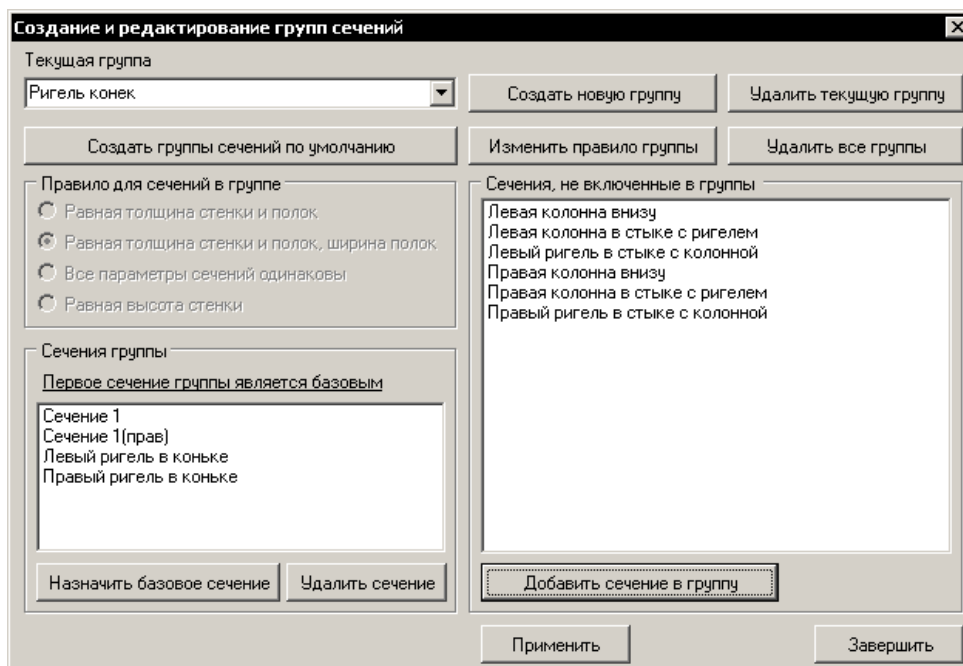 Создание и редактирование групп сечений
Текущая группа
Ригель конек
Создать новую группу
Удалить текущую группу
Создать группы сечений по умолчанию
Изменить правило группы
Удалить все группы
Правило для сечений в группе
Равная толщина стенки и полок
Равная толщина стенки и полок, ширина полок
Все параметры сечений одинаковы
Равная высота стенки
Сечения группы
Первое сечение группы является базовым
Сечение 1
Сечение 1(прав)
Левый ригель в коньке
Правый ригель в коньке
Назначить базовое сечение
Удалить сечение
Сечения, не включенные в группы
Левая колонна внизу
Левая колонна в стыке с ригелем
Левый ригель в стыке с колонной
Правая колонна внизу
Правая колонна в стыке с ригелем
Правый ригель в стыке с колонной
Добавить сечение в группу
Применить
Завершить